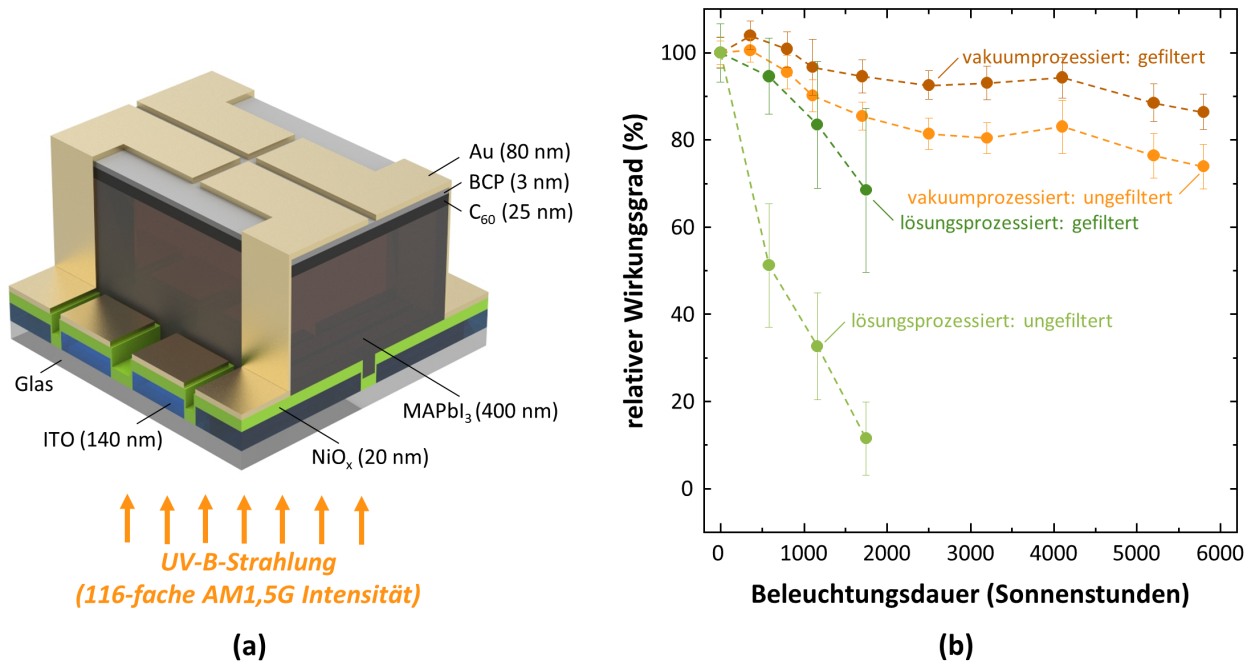 (a)
Au (80 nm)
BCP (3 nm)
C₆₀ (25 nm)
Glas
MAPbI₃ (400 nm)
ITO (140 nm)
NiOₓ (20 nm)
UV-B-Strahlung
(116-fache AM1,5G Intensität)
(a)
relativer Wirkungsgrad (%)
100
80
60
40
20
0
vakuumprozessiert: gefiltert
vakuumprozessiert: ungefiltert
lösungsprozessiert: gefiltert
lösungsprozessiert: ungefiltert
0 1000 2000 3000 4000 5000 6000
Beleuchtungsdauer (Sonnenstunden)
(b)